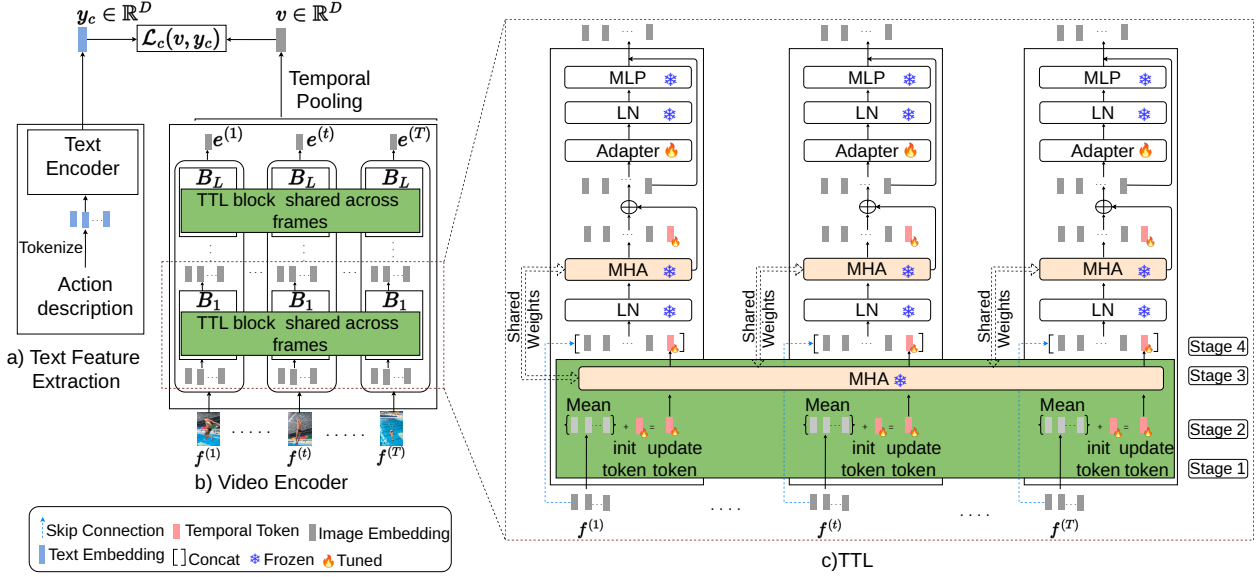 y_c ∈ ℝ^D
v ∈ ℝ^D
ℒ_c(v, y_c)
Temporal
Pooling
Text
Encoder
Tokenize
Action
description
a) Text Feature
Extraction
e^(1)
e^(t)
e^(T)
B_L
B_L
B_L
TTL block shared across
frames
B_1
B_1
B_1
TTL block shared across
frames
f^(1)
f^(t)
f^(T)
b) Video Encoder
Skip Connection
Temporal Token
Image Embedding
Text Embedding
Concat
Frozen
Tuned
MLP
LN
Adapter
MHA
LN
Shared
Weights
MLP
LN
Adapter
MHA
LN
Shared
Weights
MLP
LN
Adapter
MHA
LN
Shared
Weights
MHA
Mean
+
=
init
token
update
token
Mean
+
=
init
token
update
token
Mean
+
=
init
token
update
token
Stage 4
Stage 3
Stage 2
Stage 1
f^(1)
f^(t)
f^(T)
c)TTL